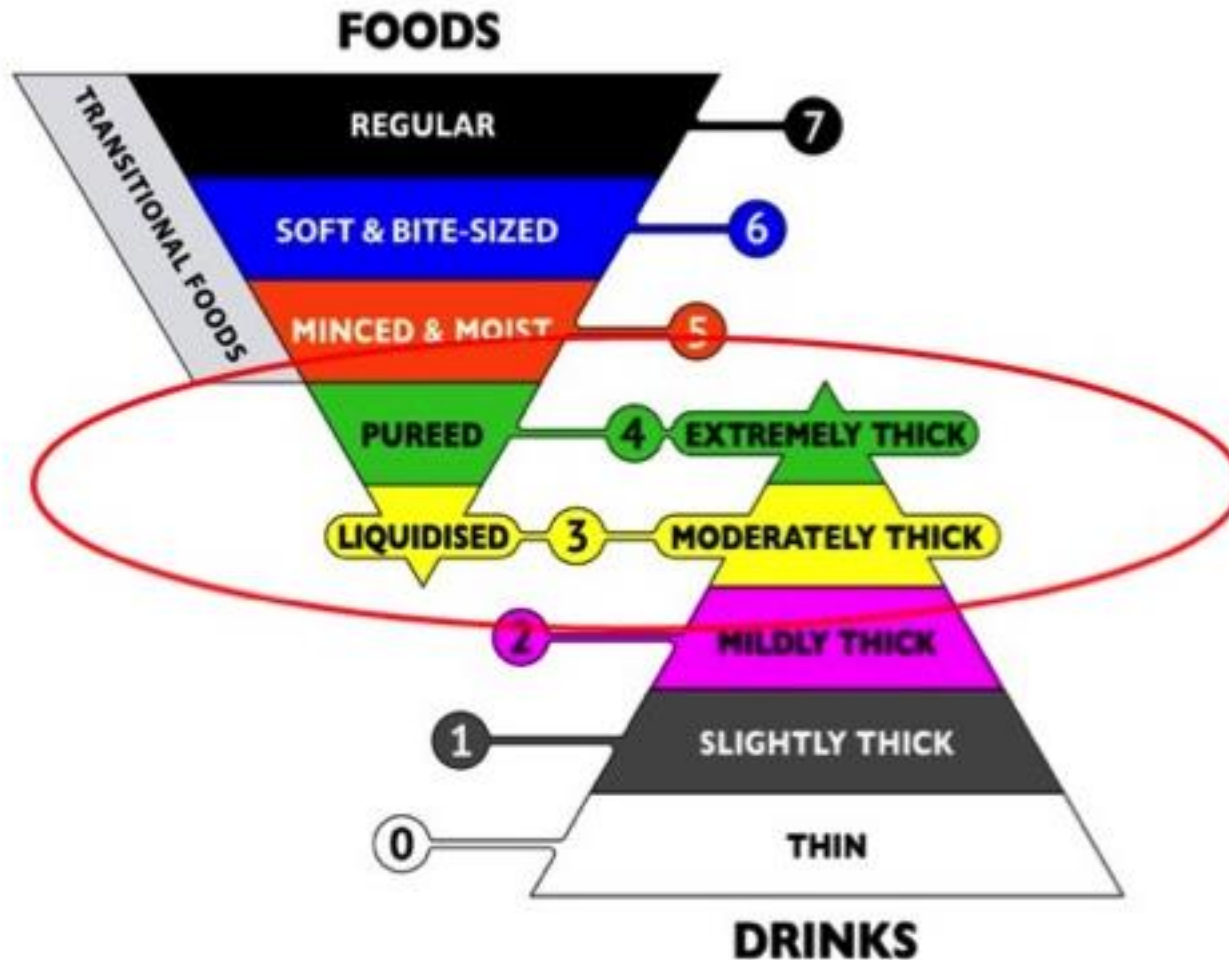 FOODS
TRANSITIONAL FOODS
REGULAR
7
SOFT & BITE-SIZED
6
MINCED & MOIST
5
PUREED
4
EXTREMELY THICK
LIQUIDISED
3
MODERATELY THICK
2
MILDLY THICK
1
SLIGHTLY THICK
0
THIN
DRINKS